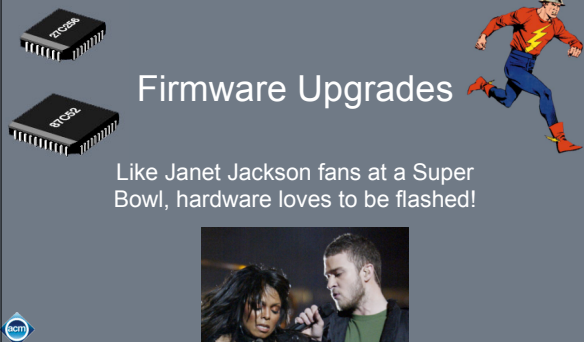 27C256
Firmware Upgrades
87C52
Like Janet Jackson fans at a Super
Bowl, hardware loves to be flashed!
acm